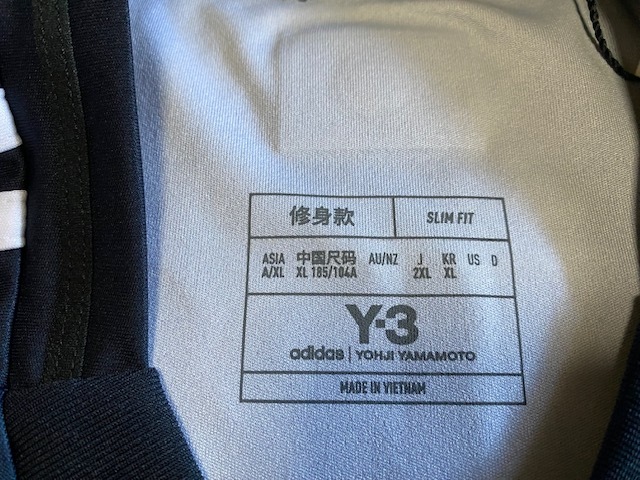 修身款 SLIM FIT
ASIA 中国尺码 AU/NZ J KR US D
A/XL XL 185/104A 2XL XL
Y-3
adidas | YOHJI YAMAMOTO
MADE IN VIETNAM